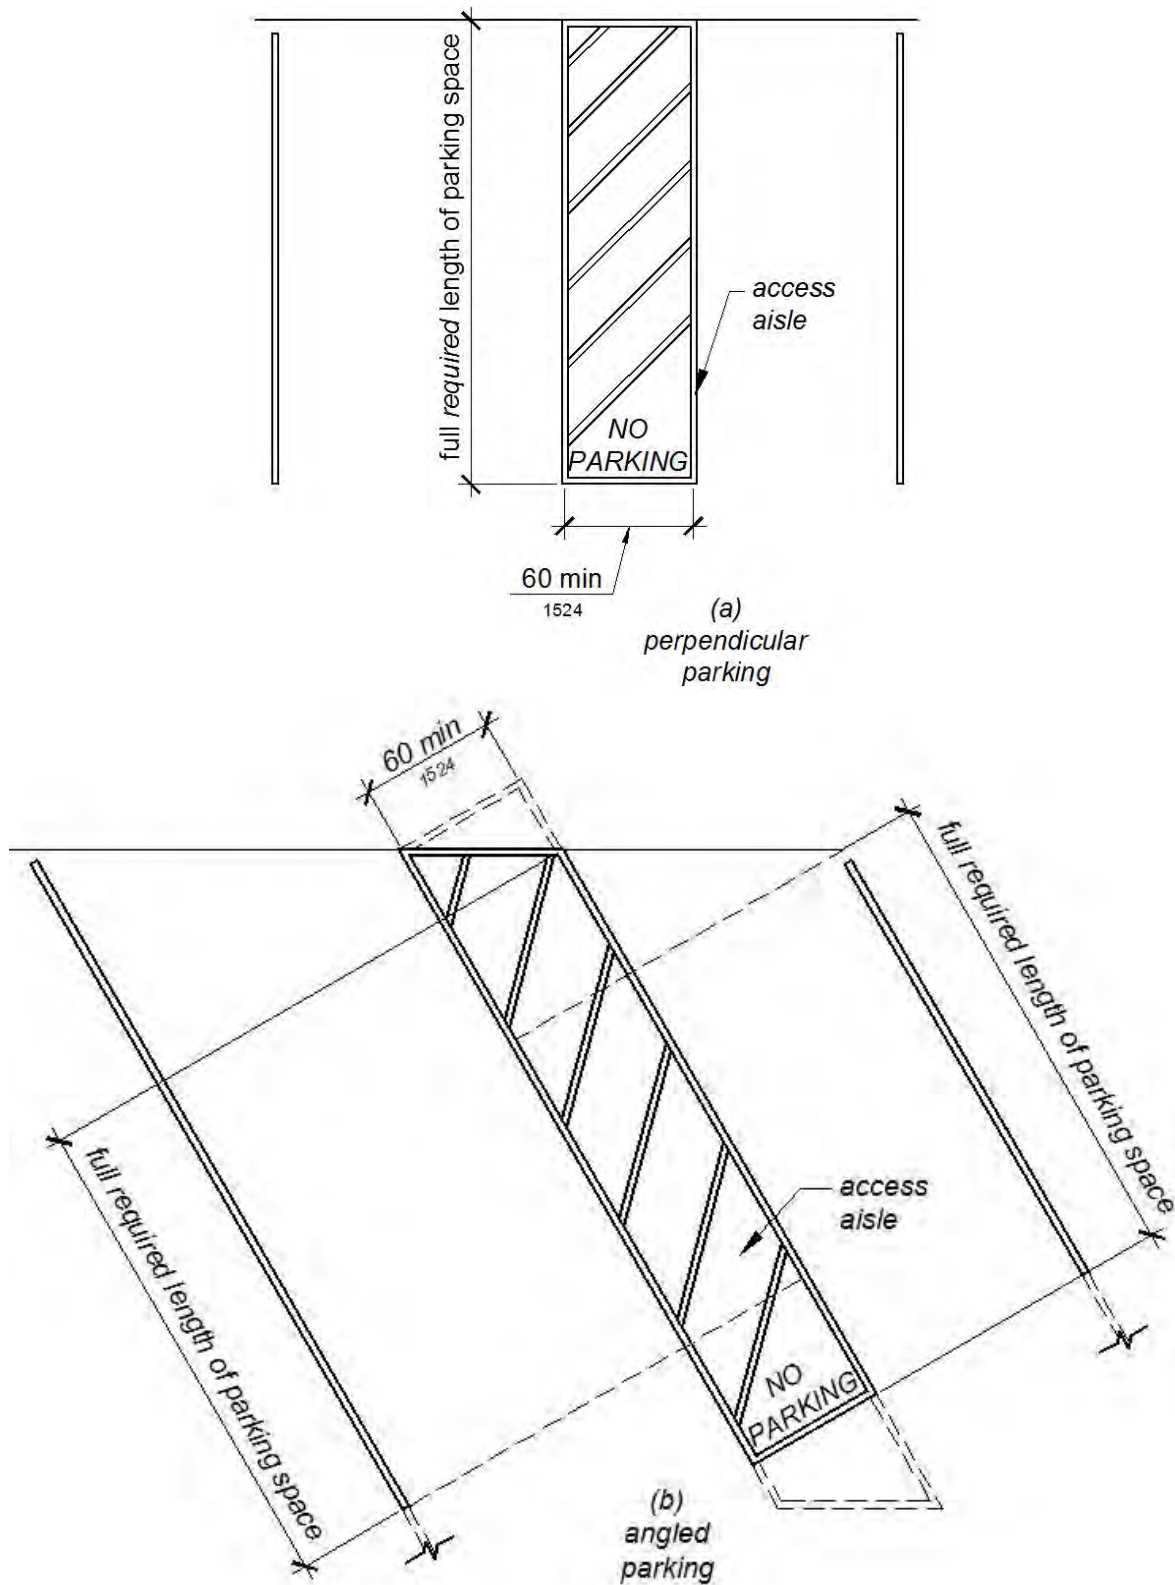 full required length of parking space
access
aisle
NO
PARKING
60 min
1524
(a)
perpendicular
parking
60 min
1524
full required length of parking space
full required length of parking space
access
aisle
NO
PARKING
(b)
angled
parking